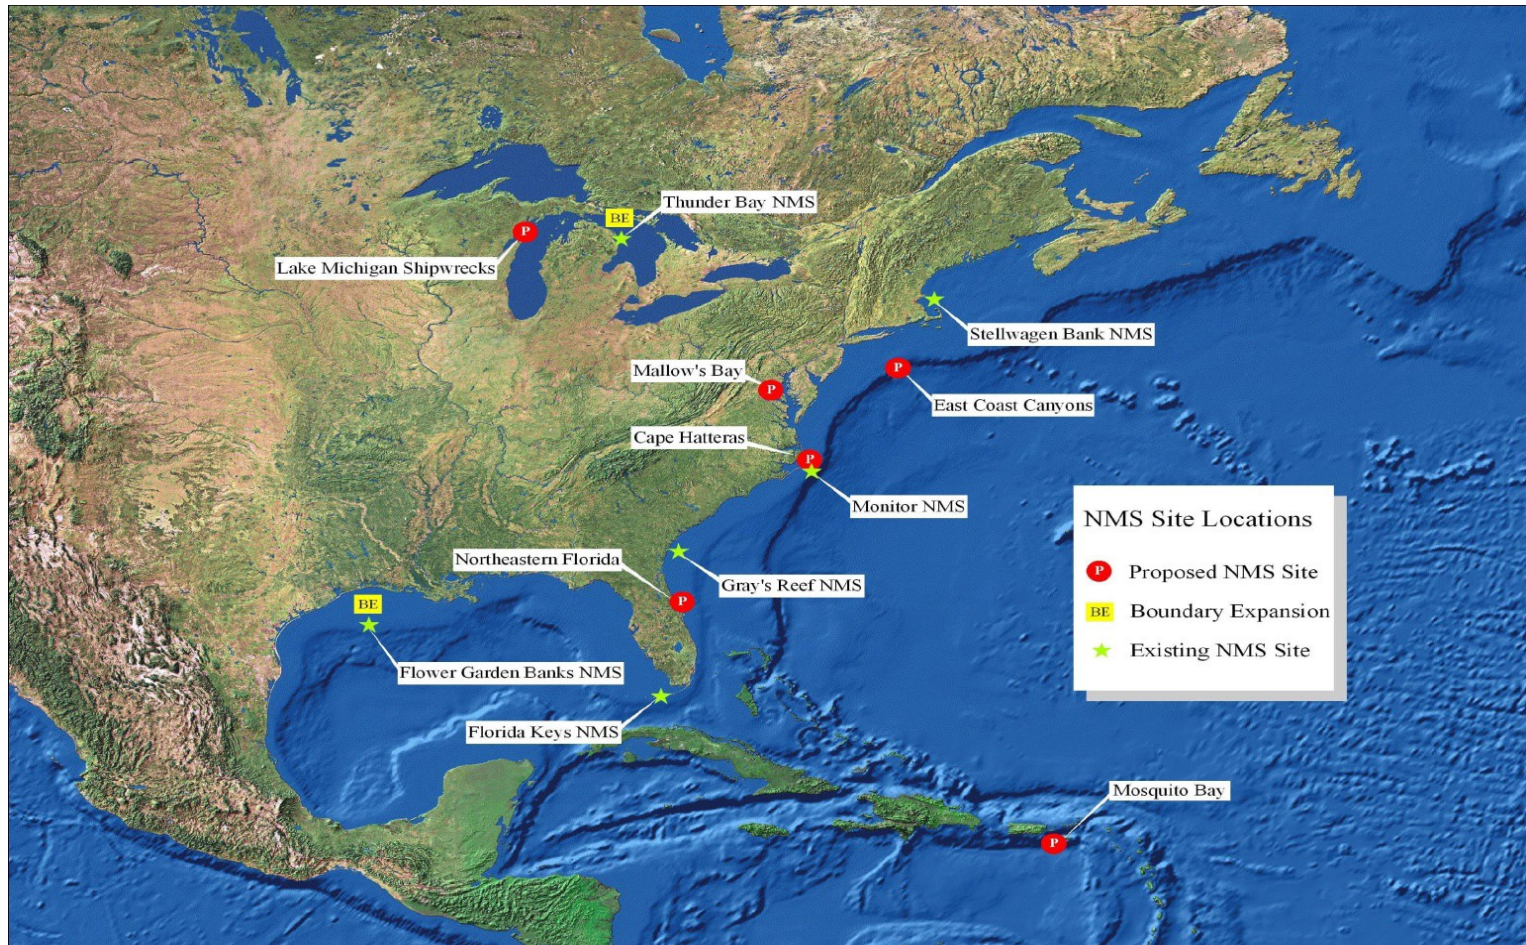 Thunder Bay NMS
BE
P
Lake Michigan Shipwrecks
Stellwagen Bank NMS
Mallow's Bay
P
P
East Coast Canyons
Cape Hatteras
P
Monitor NMS
NMS Site Locations
P Proposed NMS Site
BE Boundary Expansion
Existing NMS Site
Northeastern Florida
Gray's Reef NMS
P
BE
Flower Garden Banks NMS
Florida Keys NMS
Mosquito Bay
P